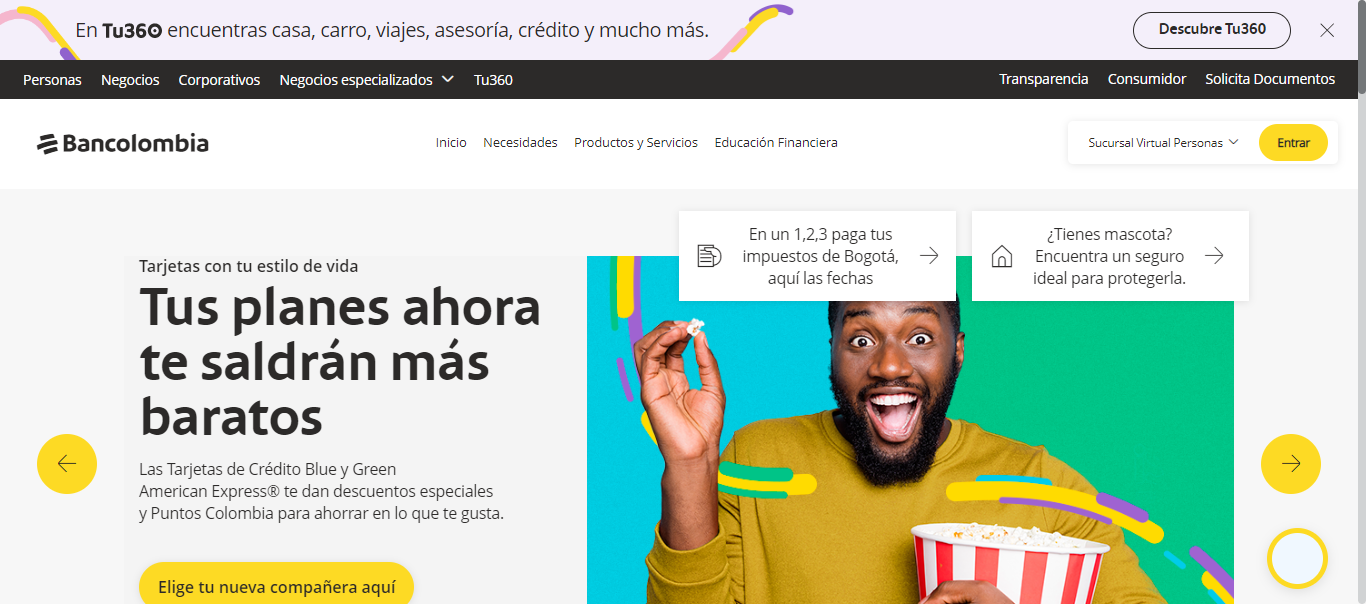 En Tu360 encuentras casa, carro, viajes, asesoría, crédito y mucho más.
Descubre Tu360
Personas Negocios Corporativos Negocios especializados Tu360 Transparencia Consumidor Solicita Documentos
Bancolombia
Inicio Necesidades Productos y Servicios Educación Financiera
Sucursal Virtual Personas Entrar
En un 1,2,3 paga tus
impuestos de Bogotá,
aquí las fechas
¿Tienes mascota?
Encuentra un seguro
ideal para protegerla.
Tarjetas con tu estilo de vida
Tus planes ahora
te saldrán más
baratos
Las Tarjetas de Crédito Blue y Green
American Express® te dan descuentos especiales
y Puntos Colombia para ahorrar en lo que te gusta.
Elige tu nueva compañera aquí